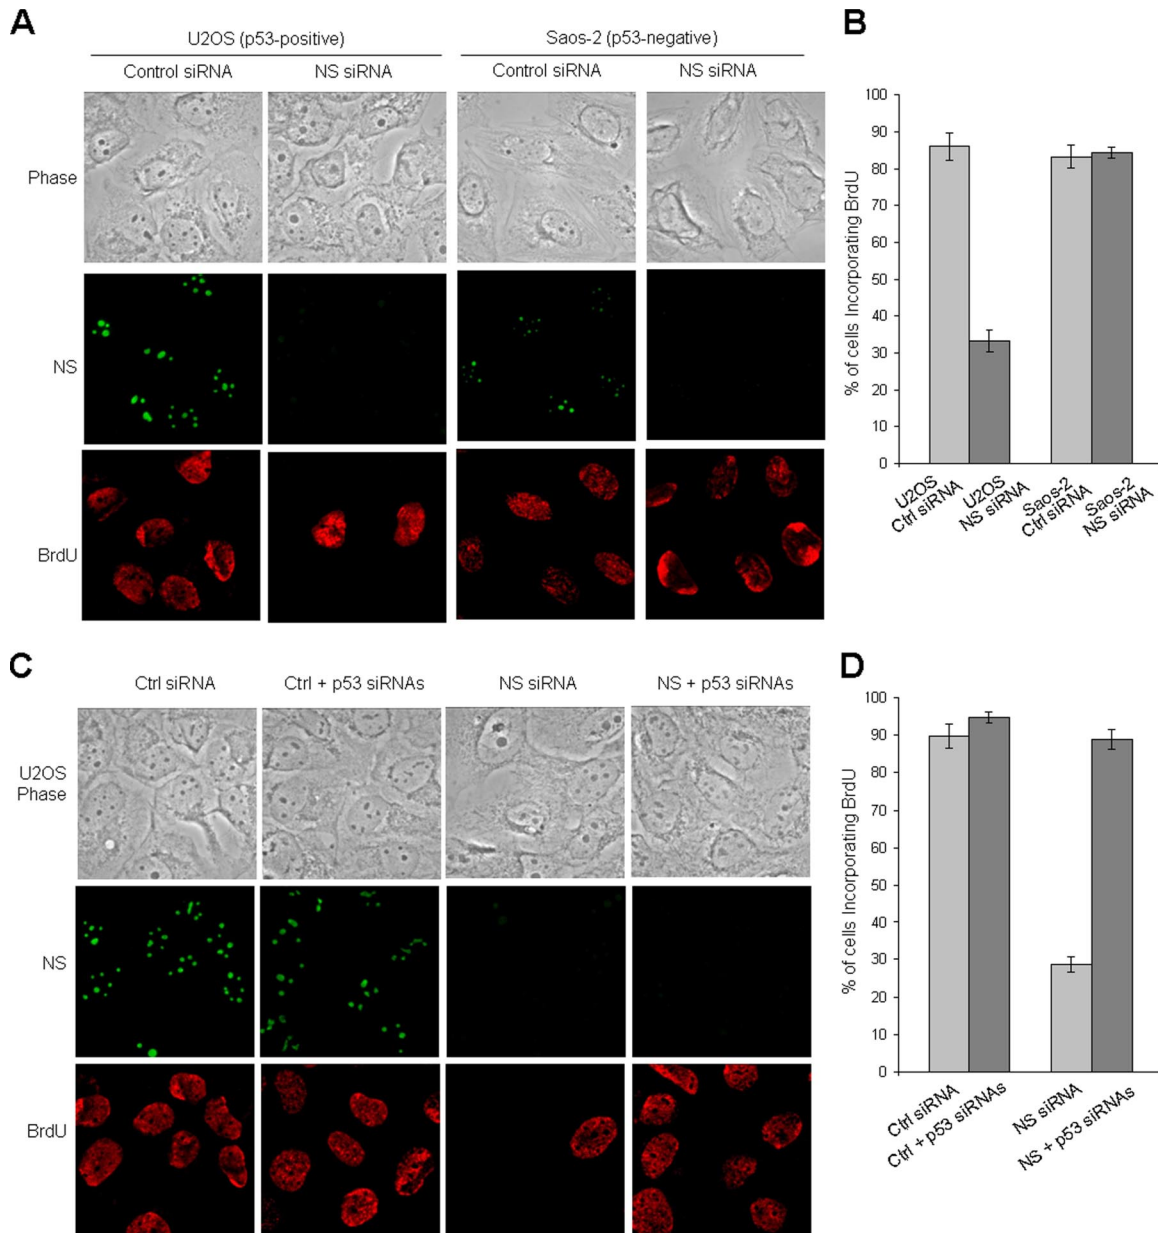 A
U2OS (p53-positive)
Saos-2 (p53-negative)
Control siRNA
NS siRNA
Control siRNA
NS siRNA
Phase
NS
BrdU
B
% of cells Incorporating BrdU
100
90
80
70
60
50
40
30
20
10
0
U2OS
Ctrl siRNA
U2OS
NS siRNA
Saos-2
Ctrl siRNA
Saos-2
NS siRNA
C
Ctrl siRNA
Ctrl + p53 siRNAs
NS siRNA
NS + p53 siRNAs
U2OS
Phase
NS
BrdU
D
% of cells Incorporating BrdU
100
90
80
70
60
50
40
30
20
10
0
Ctrl siRNA
Ctrl + p53 siRNAs
NS siRNA
NS + p53 siRNAs